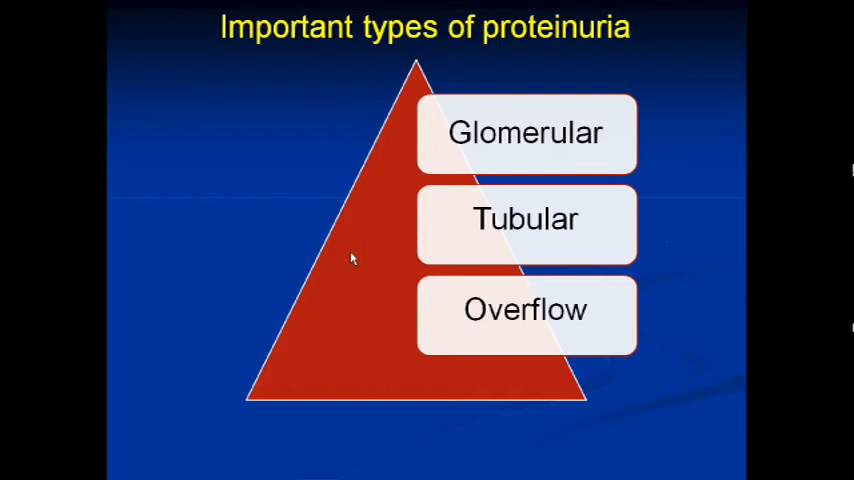 Important types of proteinuria
Glomerular
Tubular
Overflow